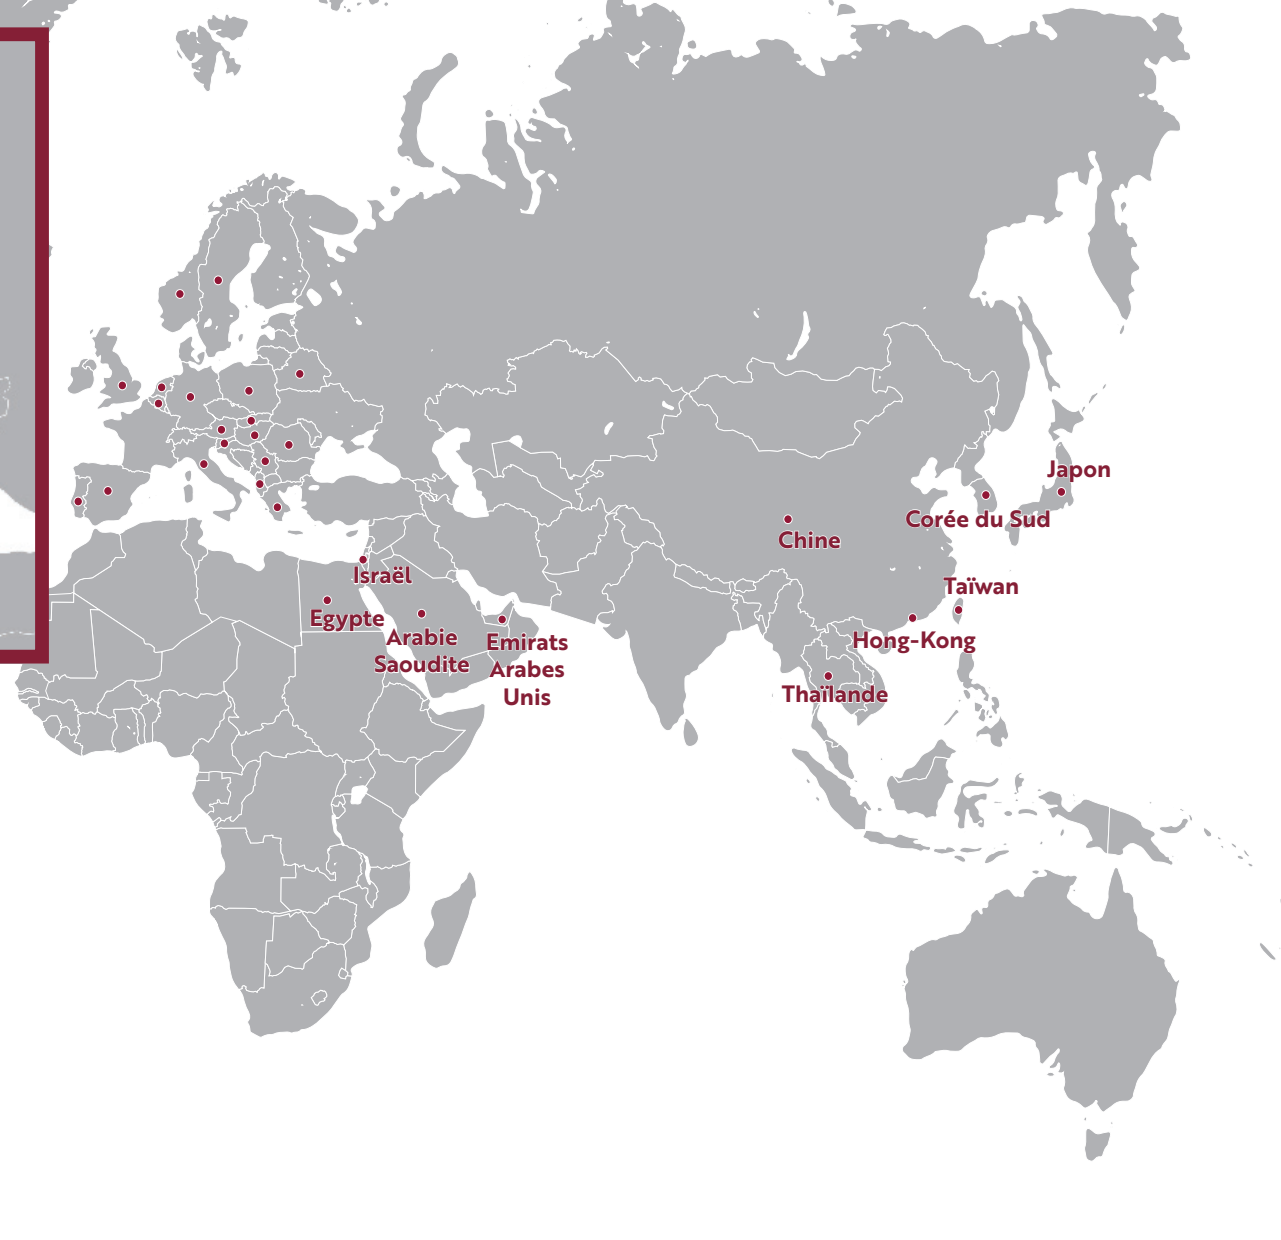 Japon
Corée du Sud
Chine
Israël
Taïwan
Egypte
Arabie
Saoudite
Emirats
Arabes
Unis
Hong-Kong
Thaïlande